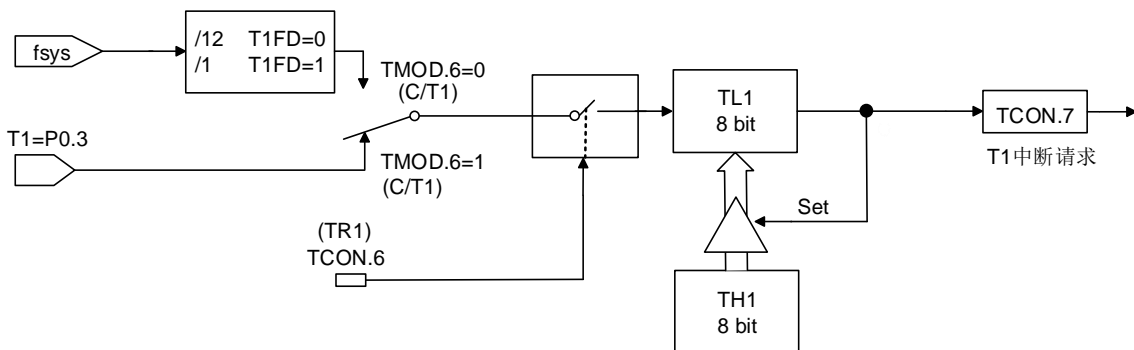 fsys
/12 T1FD=0
/1 T1FD=1
TMOD.6=0
(C/T1)
T1=P0.3
TMOD.6=1
(C/T1)
(TR1)
TCON.6
TL1
8 bit
TCON.7
T1中断请求
Set
TH1
8 bit